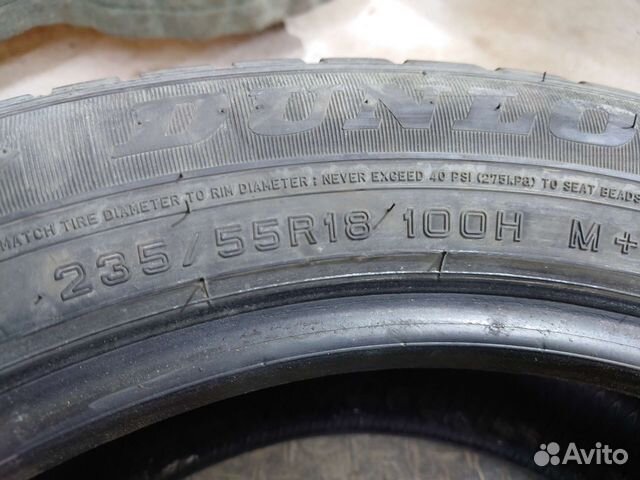 DUNLO
MATCH TIRE DIAMETER TO RIM DIAMETER : NEVER EXCEED 40 PSI (275kPa) TO SEAT BEADS
235/55R18 100H M+
Avito